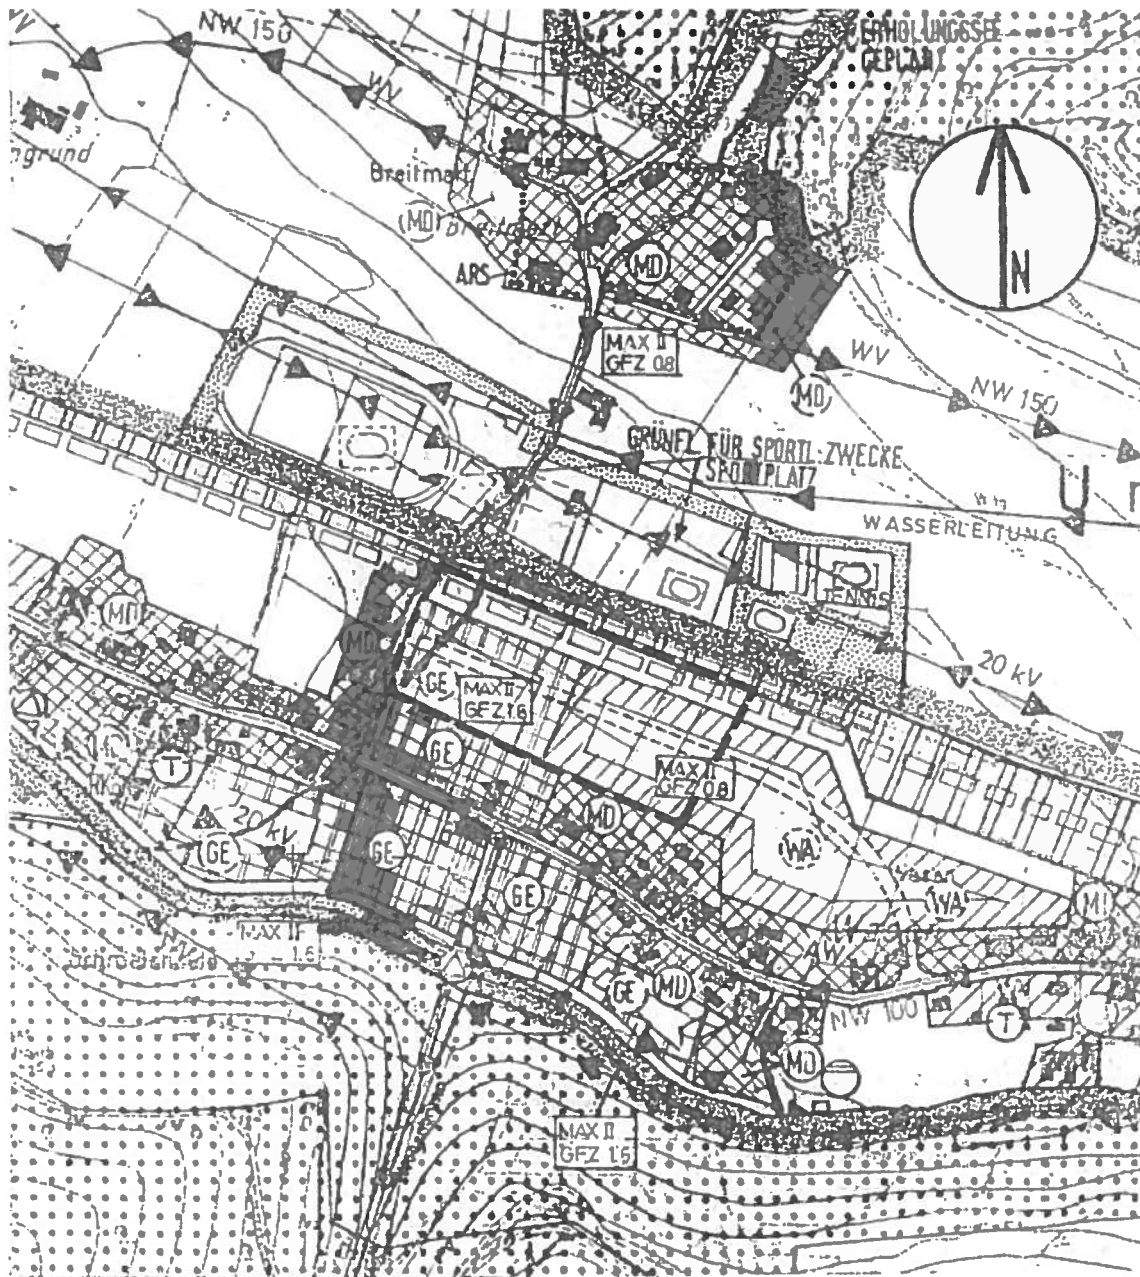 NW 150
WV
ERHOLUNGSSEE
GEPLANT
Breitmatt
(MD)
MD
ARS
N
MAX II
GFZ 0.8
WV
NW 150
MD
GRÜNFL. FÜR SPORTL. ZWECKE
SPORTPLATZ
U
WASSERLEITUNG
TENNIS
20 kV
MD
MD
GE
MAX II
GFZ 1.6
GE
T
MAX II
GFZ 0.8
MD
20 kV
GE
GE
WA
WA
MI
GE
MAX II
1.6
GE
MD
NW 100
T
MD
MAX II
GFZ 1.6